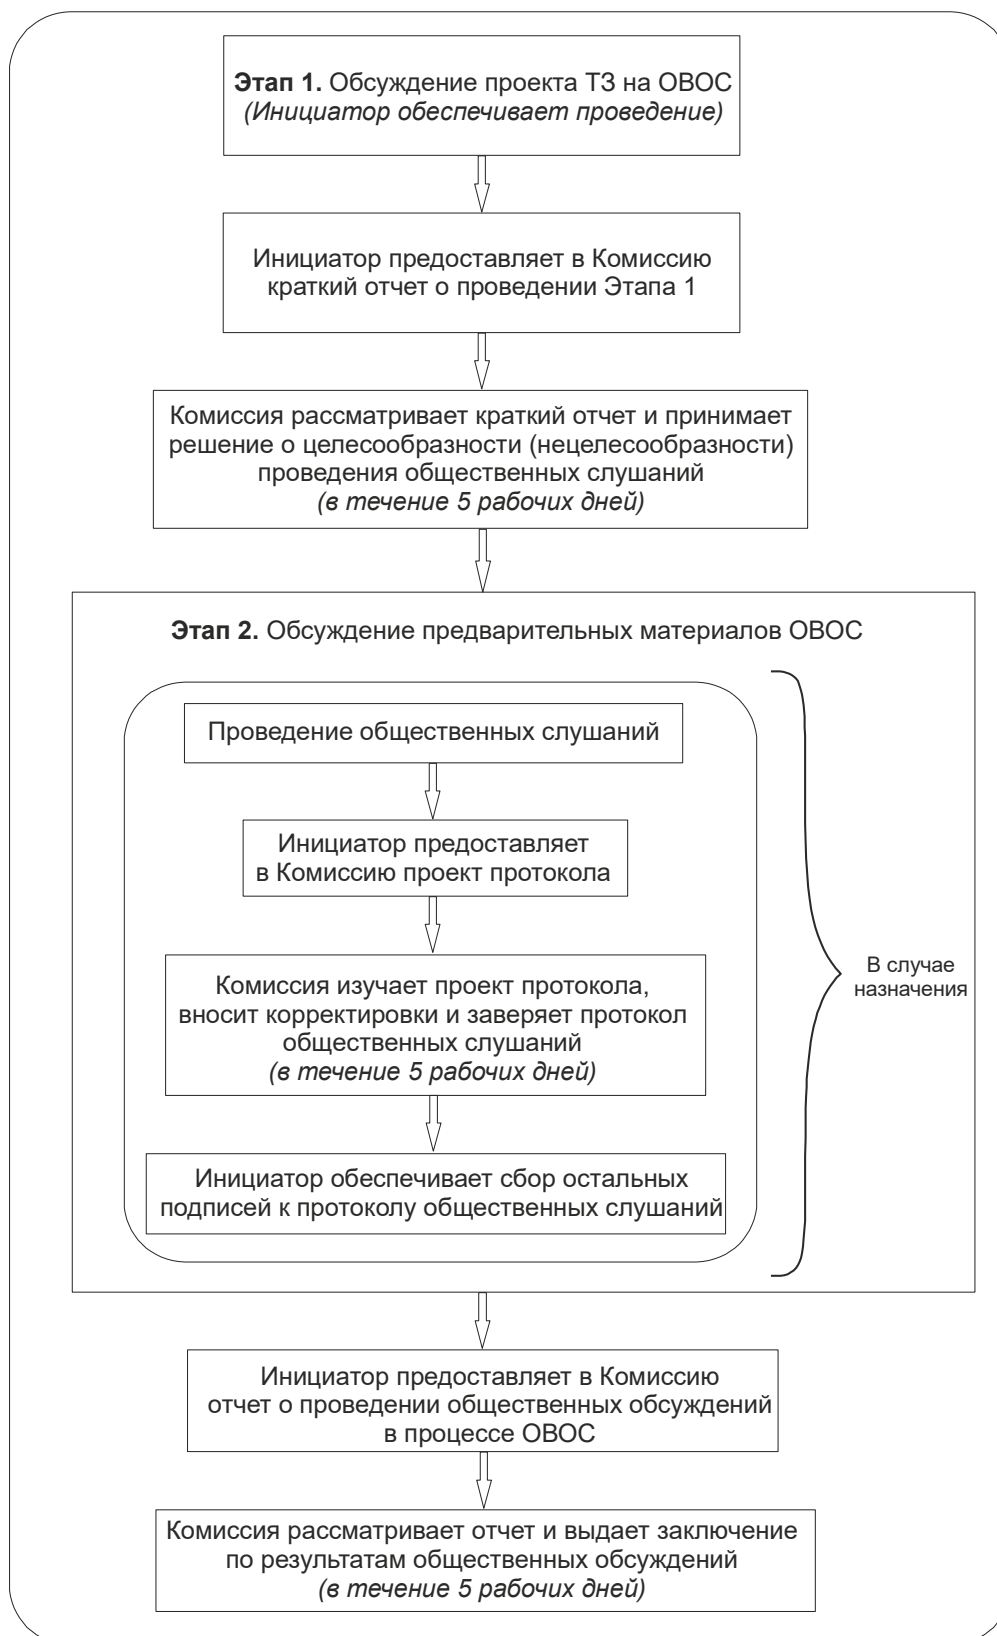 Этап 1. Обсуждение проекта ТЗ на ОВОС
(Инициатор обеспечивает проведение)
Инициатор предоставляет в Комиссию
краткий отчет о проведении Этапа 1
Комиссия рассматривает краткий отчет и принимает
решение о целесообразности (нецелесообразности)
проведения общественных слушаний
(в течение 5 рабочих дней)
Этап 2. Обсуждение предварительных материалов ОВОС
Проведение общественных слушаний
Инициатор предоставляет
в Комиссию проект протокола
Комиссия изучает проект протокола,
вносит корректировки и заверяет протокол
общественных слушаний
(в течение 5 рабочих дней)
Инициатор обеспечивает сбор остальных
подписей к протоколу общественных слушаний
В случае
назначения
Инициатор предоставляет в Комиссию
отчет о проведении общественных обсуждений
в процессе ОВОС
Комиссия рассматривает отчет и выдает заключение
по результатам общественных обсуждений
(в течение 5 рабочих дней)